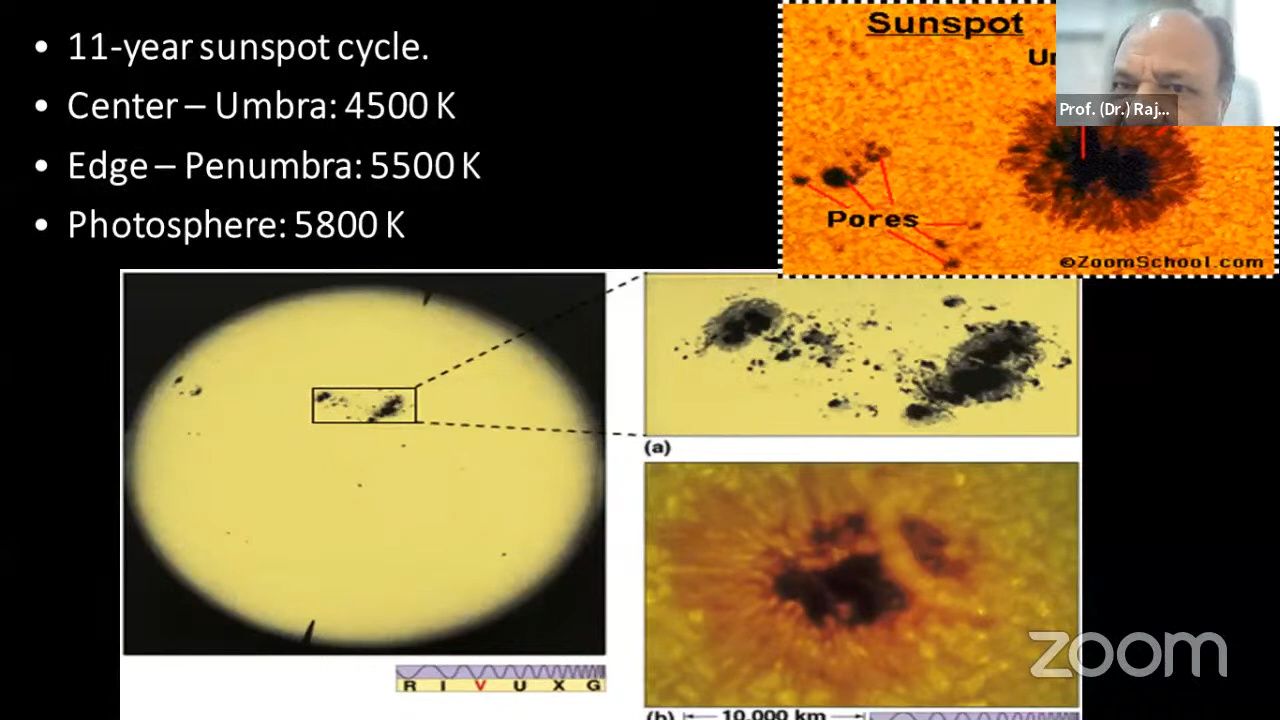 • 11-year sunspot cycle.
• Center – Umbra: 4500 K
• Edge – Penumbra: 5500 K
• Photosphere: 5800 K
Sunspot
Prof. (Dr.) Raj...
Pores
©ZoomSchool.com
(a)
R I V U X G
(b) 10,000 km
zoom